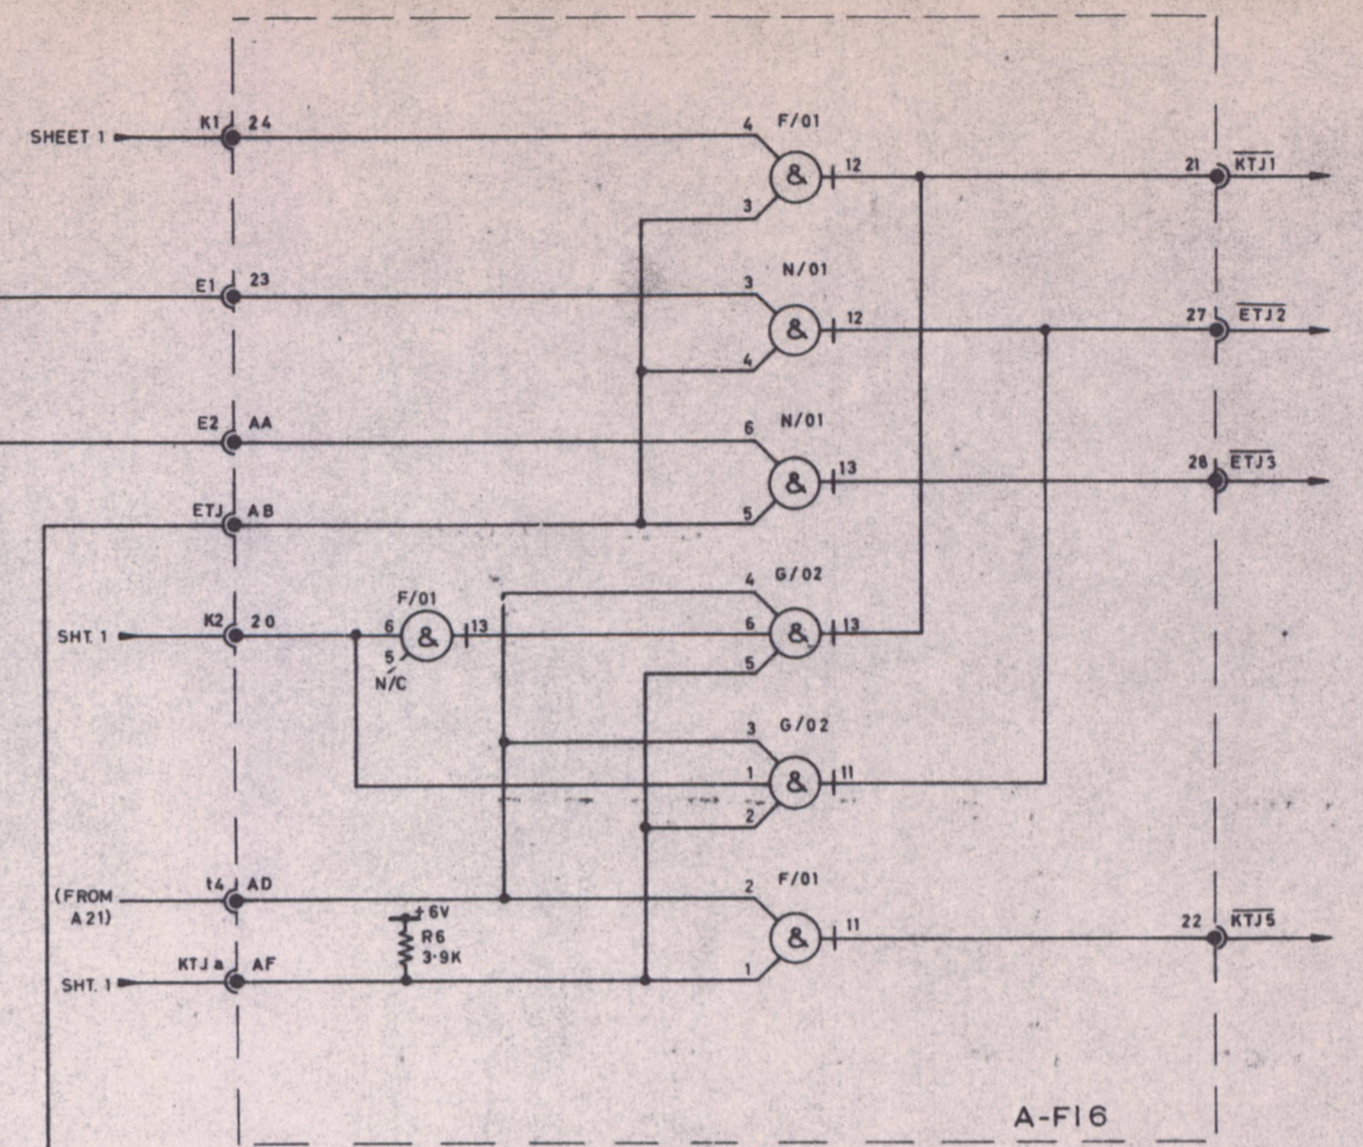 F/01
K1 24 4
SHEET 1
& 12 21 KTJ1
3
N/01
E1 23 3
& 12 27 ETJ2
4
N/01
E2 AA 6
& 13 28 ETJ3
ETJ AB 5
G/02
4
F/01
K2 20 6 & 13 6 & 13
SHT. 1
5 5
N/C
G/02
3
1 & 11
2
F/01
t4 AD 2
(FROM
A21)
+6V
R6
3·9K
& 11 22 KTJ5
KTJa AF 1
SHT. 1
A-F16